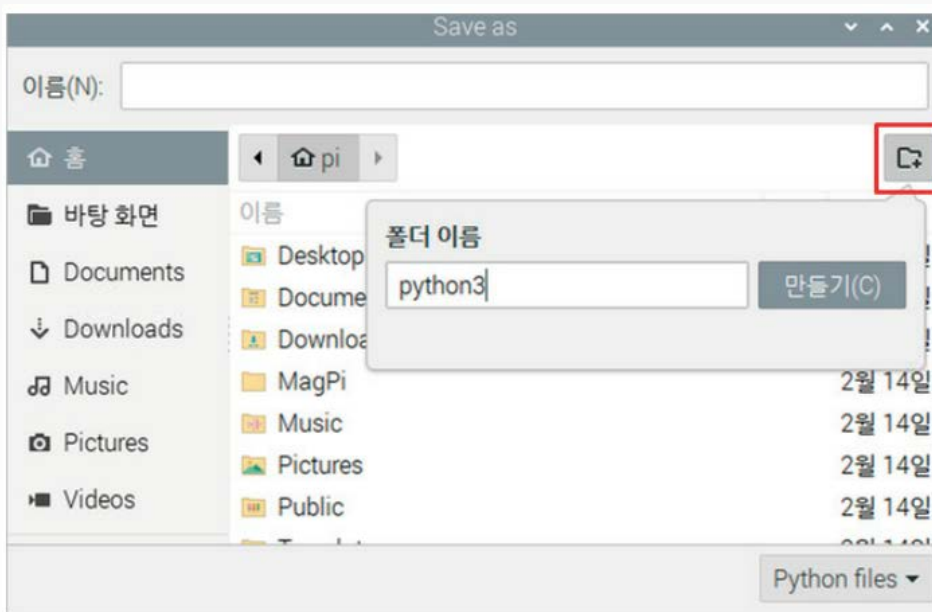 Save as
이름(N):
홈
pi
바탕 화면
이름
폴더 이름
Documents
Desktop
python3
만들기(C)
Docume
Downloads
Downloa
Music
MagPi
2월 14일
Music
2월 14일
Pictures
Pictures
2월 14일
Videos
Public
2월 14일
Python files